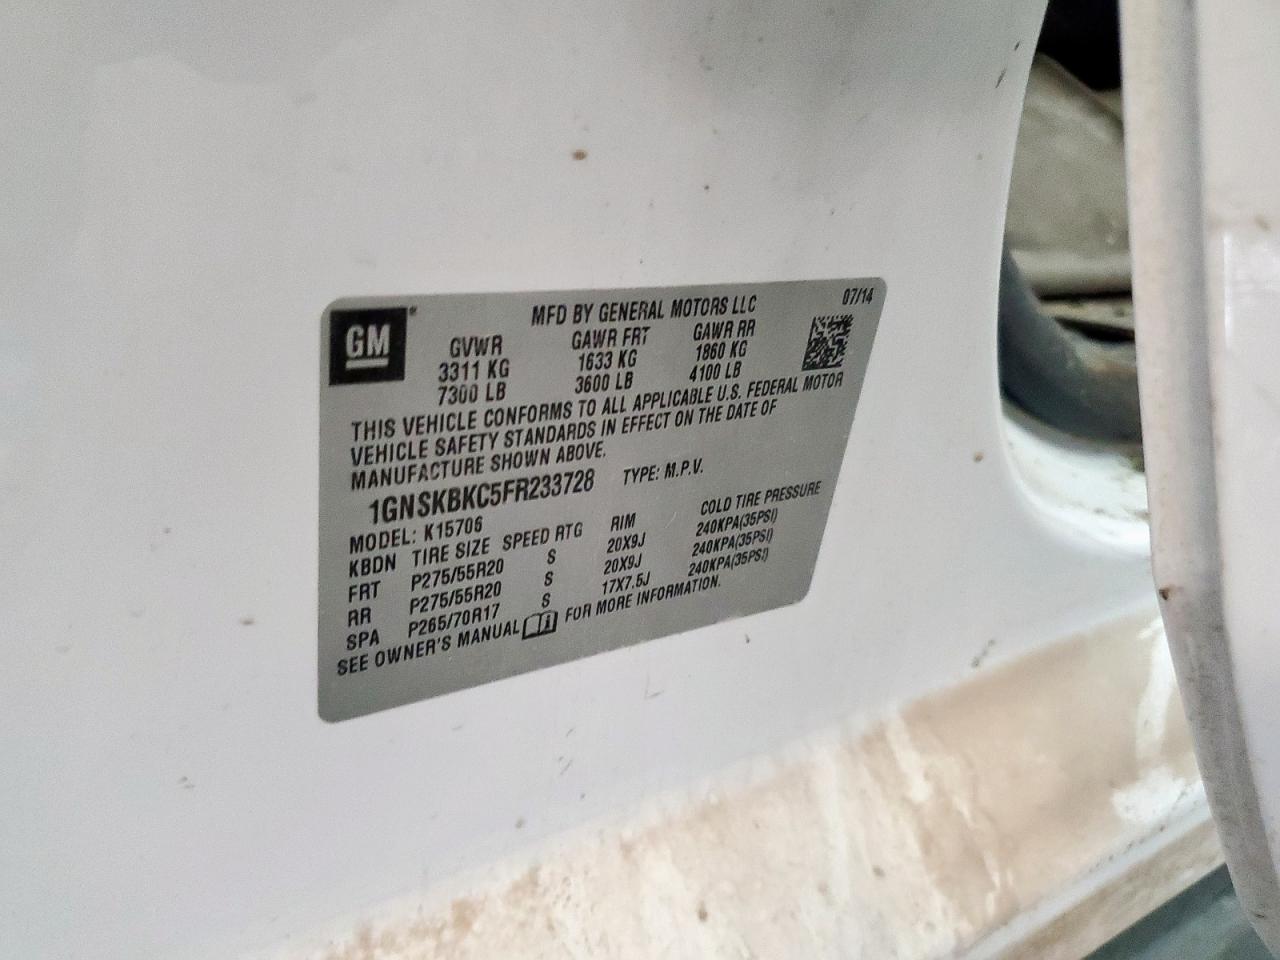 GM
MFD BY GENERAL MOTORS LLC 07/14
GVWR GAWR FRT GAWR RR
3311 KG 1633 KG 1860 KG
7300 LB 3600 LB 4100 LB
THIS VEHICLE CONFORMS TO ALL APPLICABLE U.S. FEDERAL MOTOR
VEHICLE SAFETY STANDARDS IN EFFECT ON THE DATE OF
MANUFACTURE SHOWN ABOVE.
1GNSKBKC5FR233728 TYPE: M.P.V.
MODEL: K15706
KBDN TIRE SIZE SPEED RTG RIM COLD TIRE PRESSURE
FRT P275/55R20 S 20X9J 240KPA(35PSI)
RR P275/55R20 S 20X9J 240KPA(35PSI)
SPA P265/70R17 S 17X7.5J 240KPA(35PSI)
SEE OWNER'S MANUAL FOR MORE INFORMATION.